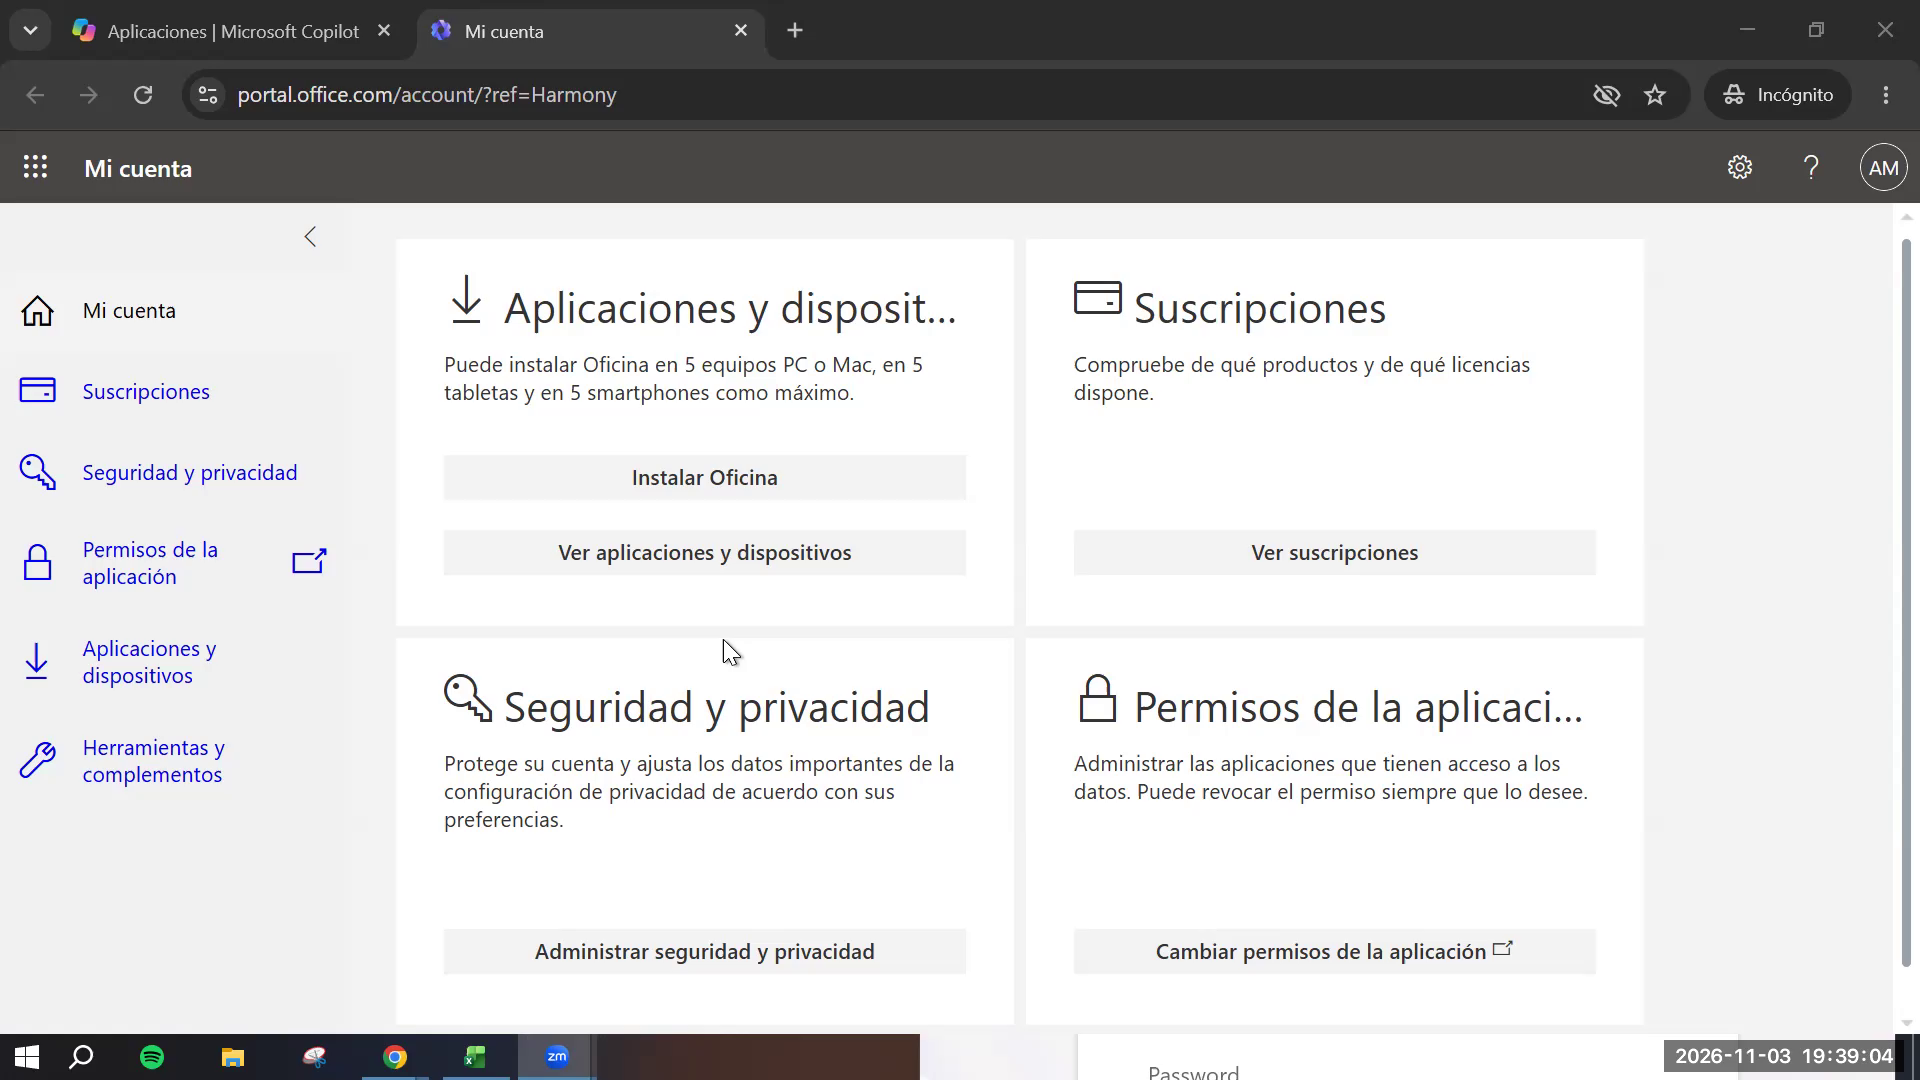 Aplicaciones | Microsoft Copilot
Mi cuenta
portal.office.com/account/?ref=Harmony
Incógnito
Mi cuenta
AM
Mi cuenta
Suscripciones
Seguridad y privacidad
Permisos de la
aplicación
Aplicaciones y
dispositivos
Herramientas y
complementos
Aplicaciones y disposit...
Puede instalar Oficina en 5 equipos PC o Mac, en 5
tabletas y en 5 smartphones como máximo.
Instalar Oficina
Ver aplicaciones y dispositivos
Suscripciones
Compruebe de qué productos y de qué licencias
dispone.
Ver suscripciones
Seguridad y privacidad
Protege su cuenta y ajusta los datos importantes de la
configuración de privacidad de acuerdo con sus
preferencias.
Administrar seguridad y privacidad
Permisos de la aplicaci...
Administrar las aplicaciones que tienen acceso a los
datos. Puede revocar el permiso siempre que lo desee.
Cambiar permisos de la aplicación
zm
Password
2026-11-03 19:39:04